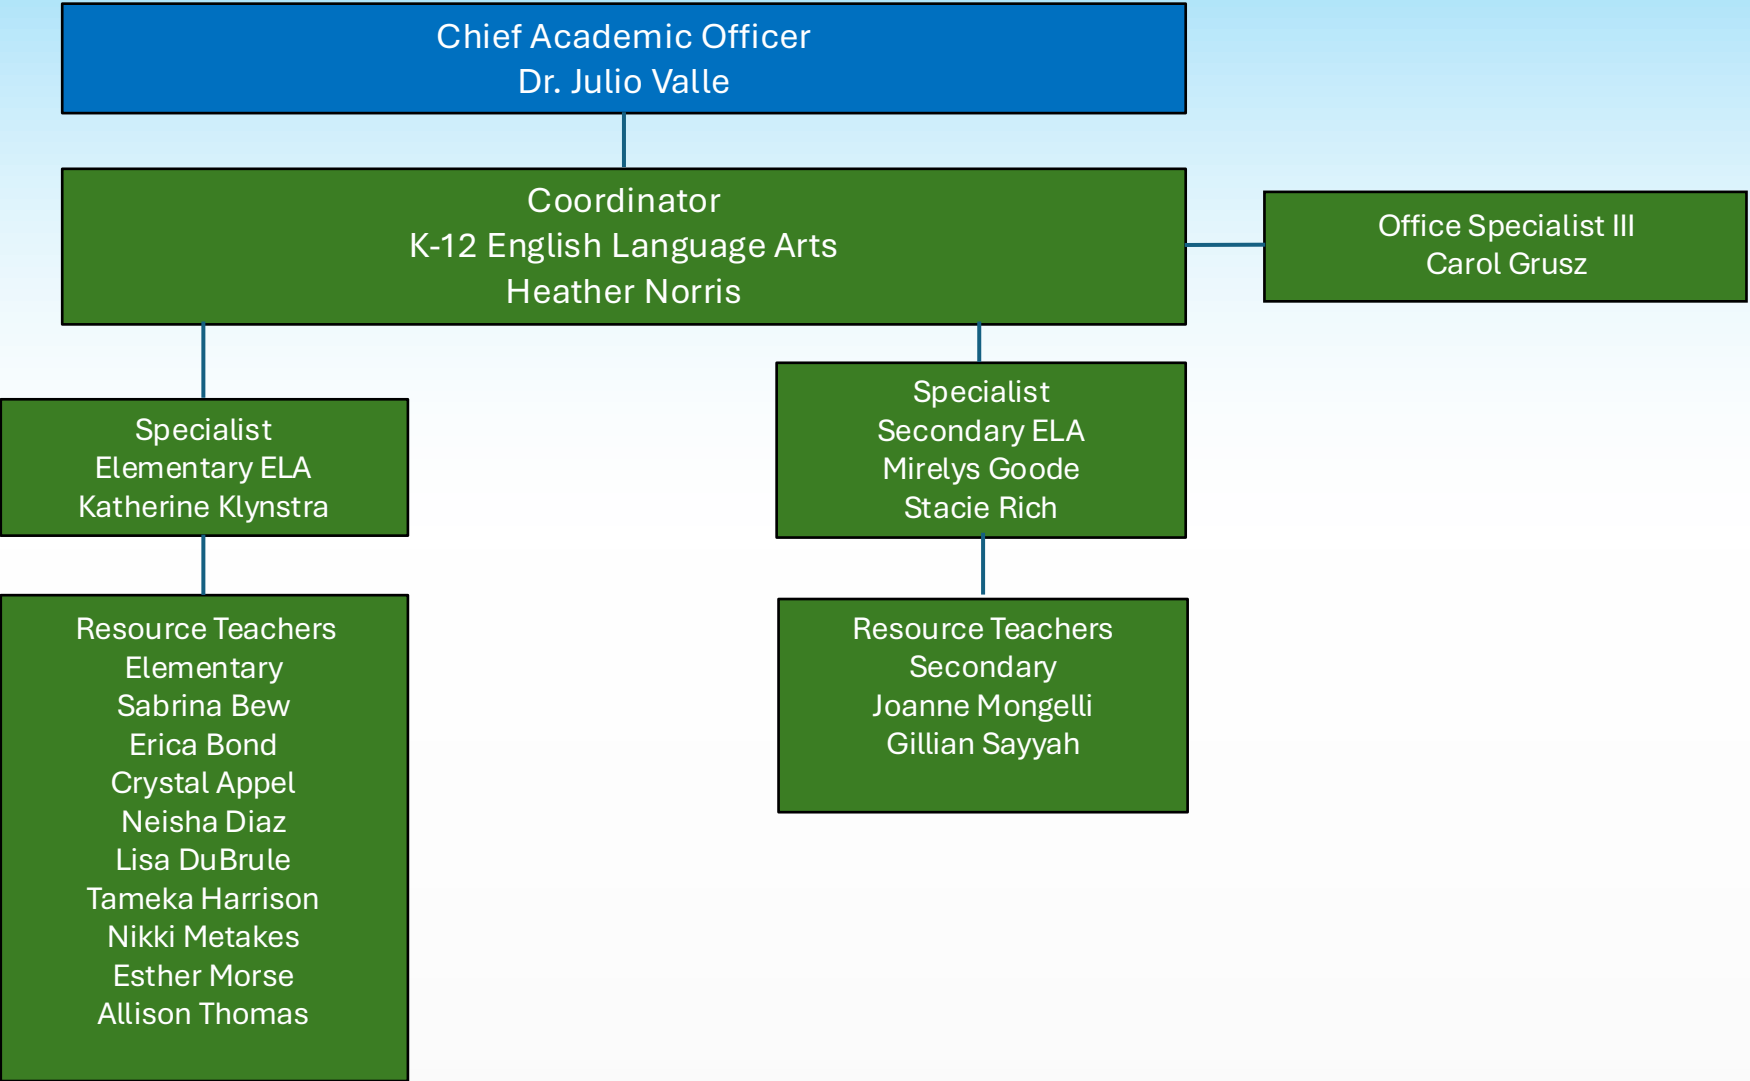 Chief Academic Officer
Dr. Julio Valle
Coordinator
K-12 English Language Arts
Heather Norris
Office Specialist III
Carol Grusz
Specialist
Elementary ELA
Katherine Klynstra
Specialist
Secondary ELA
Mirelys Goode
Stacie Rich
Resource Teachers
Elementary
Sabrina Bew
Erica Bond
Crystal Appel
Neisha Diaz
Lisa DuBrule
Tameka Harrison
Nikki Metakes
Esther Morse
Allison Thomas
Resource Teachers
Secondary
Joanne Mongelli
Gillian Sayyah